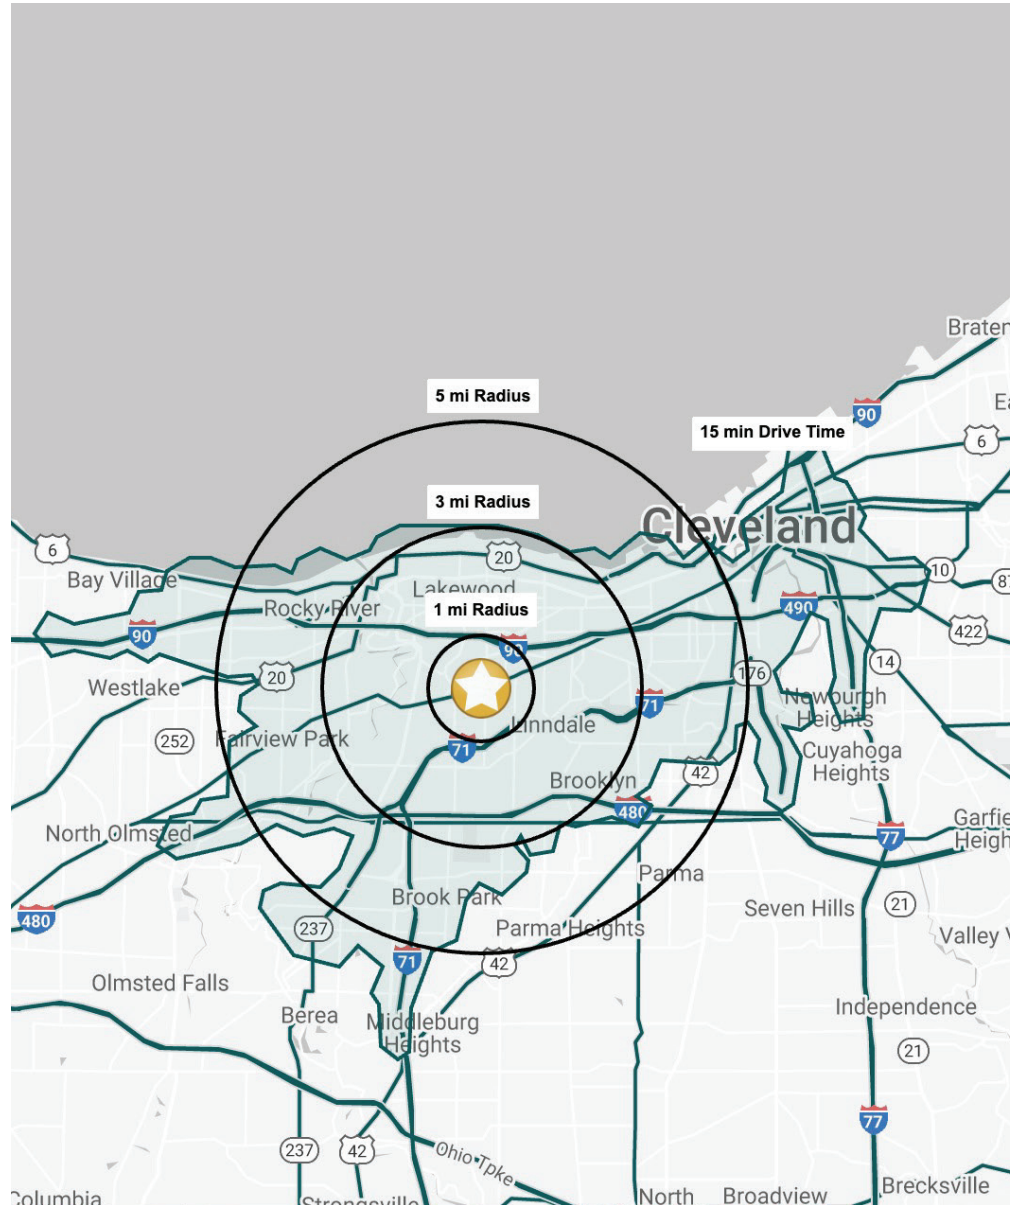 Braten
90
Ea
5 mi Radius
15 min Drive Time
6
3 mi Radius
Cleveland
6
20
Bay Village
Lakewood
10
87
Rocky River
1 mi Radius
490
90
90
422
14
20
176
Westlake
71
Newburgh
Heights
Linndale
252
Fairview Park
71
Cuyahoga
Heights
42
Brooklyn
480
Garfie
Heigh
North Olmsted
77
Parma
Brook Park
480
237
Seven Hills
21
Parma Heights
Valley V
71
42
Olmsted Falls
Independence
Berea
Middleburg
Heights
21
77
237
42
Ohio Tpke
Columbia
Strongsville
North
Broadview
Brecksville